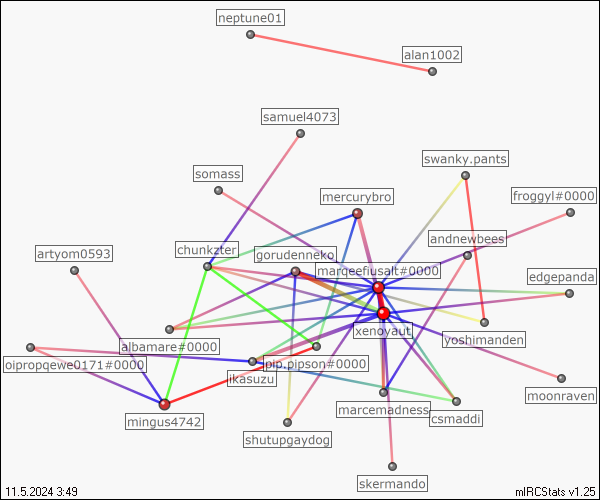 neptune01
alan1002
samuel4073
swanky.pants
somass
mercurybro
froggyl#0000
andnewbees
chunkzter
artyom0593
gorudenneko
marqeefiusalt#0000
edgepanda
xenoyaut
yoshimanden
albamare#0000
oipropqewe0171#0000
pip.pipson#0000
ikasuzu
moonraven
marcemadness
csmaddi
mingus4742
shutupgaydog
skermando
11.5.2024 3:49
mIRCStats v1.25